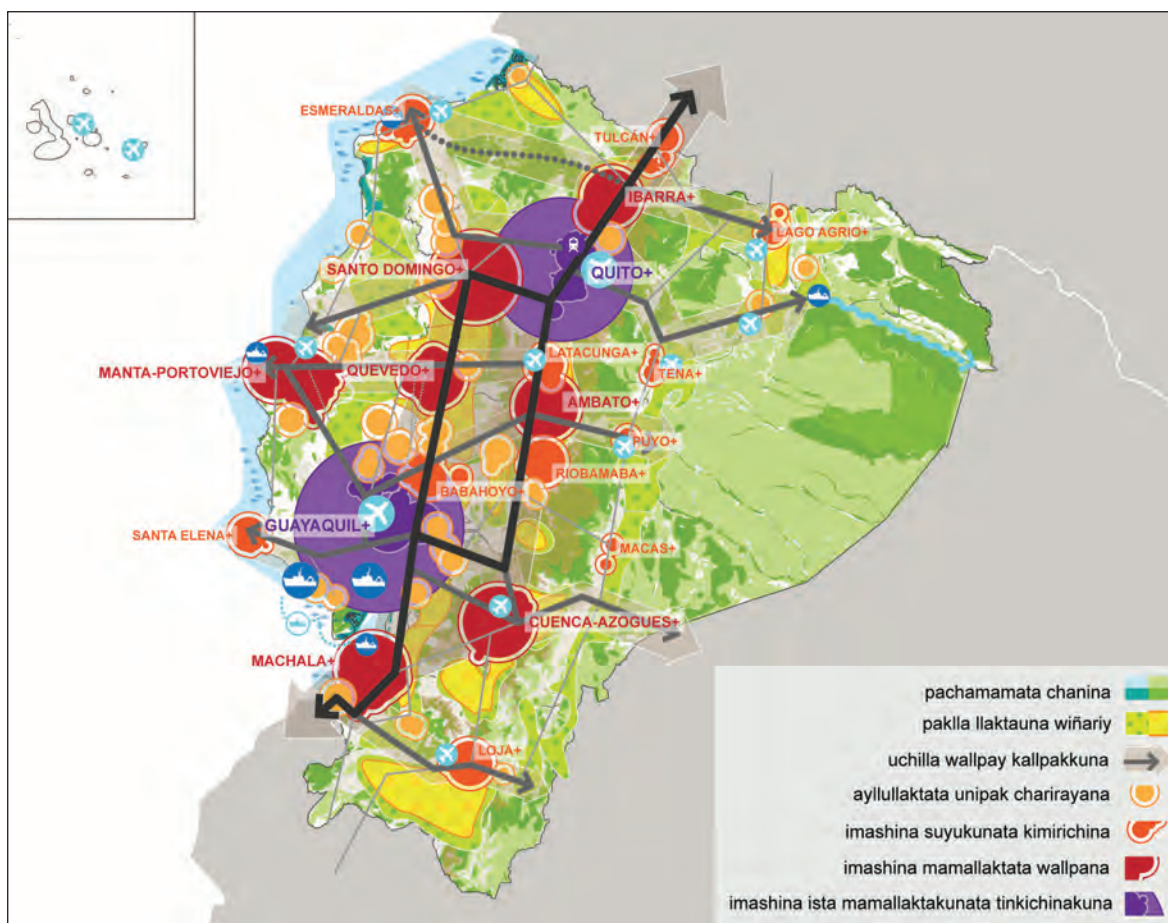 ESMERALDAS+
TULCÁN+
IBARRA+
LAGO AGRIO+
SANTO DOMINGO+
QUITO+
LATACUNGA+
MANTA-PORTOVIEJO+
QUEVEDO+
TENA+
AMBATO+
PUYO+
RIOBAMABA+
BABAHOYO+
GUAYAQUIL+
SANTA ELENA+
MACAS+
CUENCA-AZOGUES+
MACHALA+
LOJA+
pachamamata chanina
paklla llaktauna wiñariy
uchilla wallpay kallpakkuna
ayllullaktata unipak charirayana
imashina suyukunata kimirichina
imashina mamallaktata wallpana
imashina ista mamallaktakunata tinkichinakuna